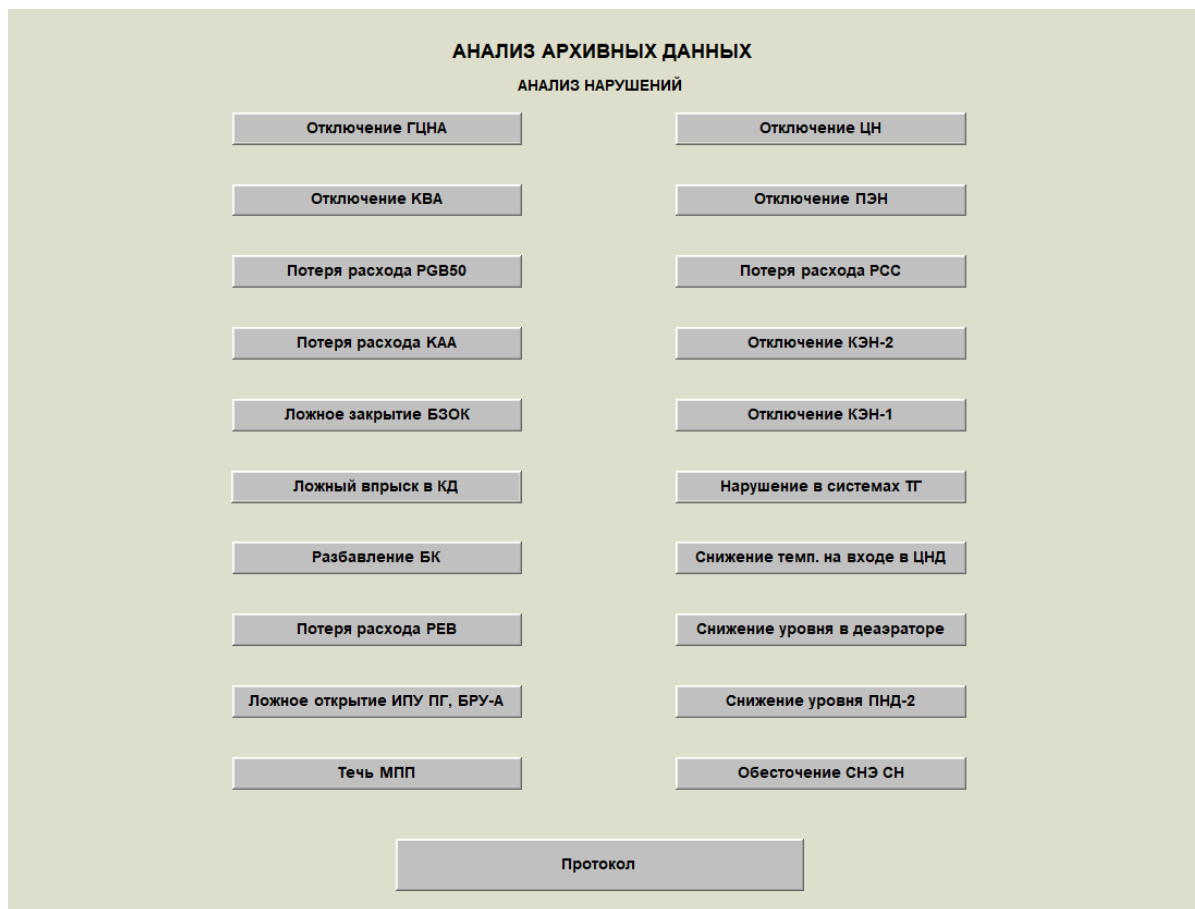 АНАЛИЗ АРХИВНЫХ ДАННЫХ
АНАЛИЗ НАРУШЕНИЙ
Отключение ГЦНА
Отключение ЦН
Отключение KBA
Отключение ПЭН
Потеря расхода PGB50
Потеря расхода PCC
Потеря расхода KAA
Отключение КЭН-2
Ложное закрытие БЗОК
Отключение КЭН-1
Ложный впрыск в КД
Нарушение в системах ТГ
Разбавление БК
Снижение темп. на входе в ЦНД
Потеря расхода PEB
Снижение уровня в деаэраторе
Ложное открытие ИПУ ПГ, БРУ-А
Снижение уровня ПНД-2
Течь МПП
Обесточение СНЭ СН
Протокол